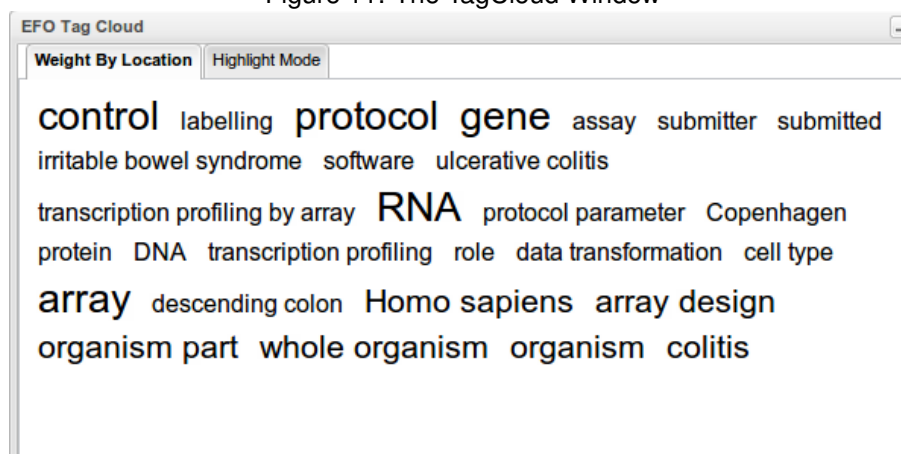 Figure 11: The TagCloud Window
EFO Tag Cloud
Weight By Location Highlight Mode
control labelling protocol gene assay submitter submitted
irritable bowel syndrome software ulcerative colitis
transcription profiling by array RNA protocol parameter Copenhagen
protein DNA transcription profiling role data transformation cell type
array descending colon Homo sapiens array design
organism part whole organism organism colitis